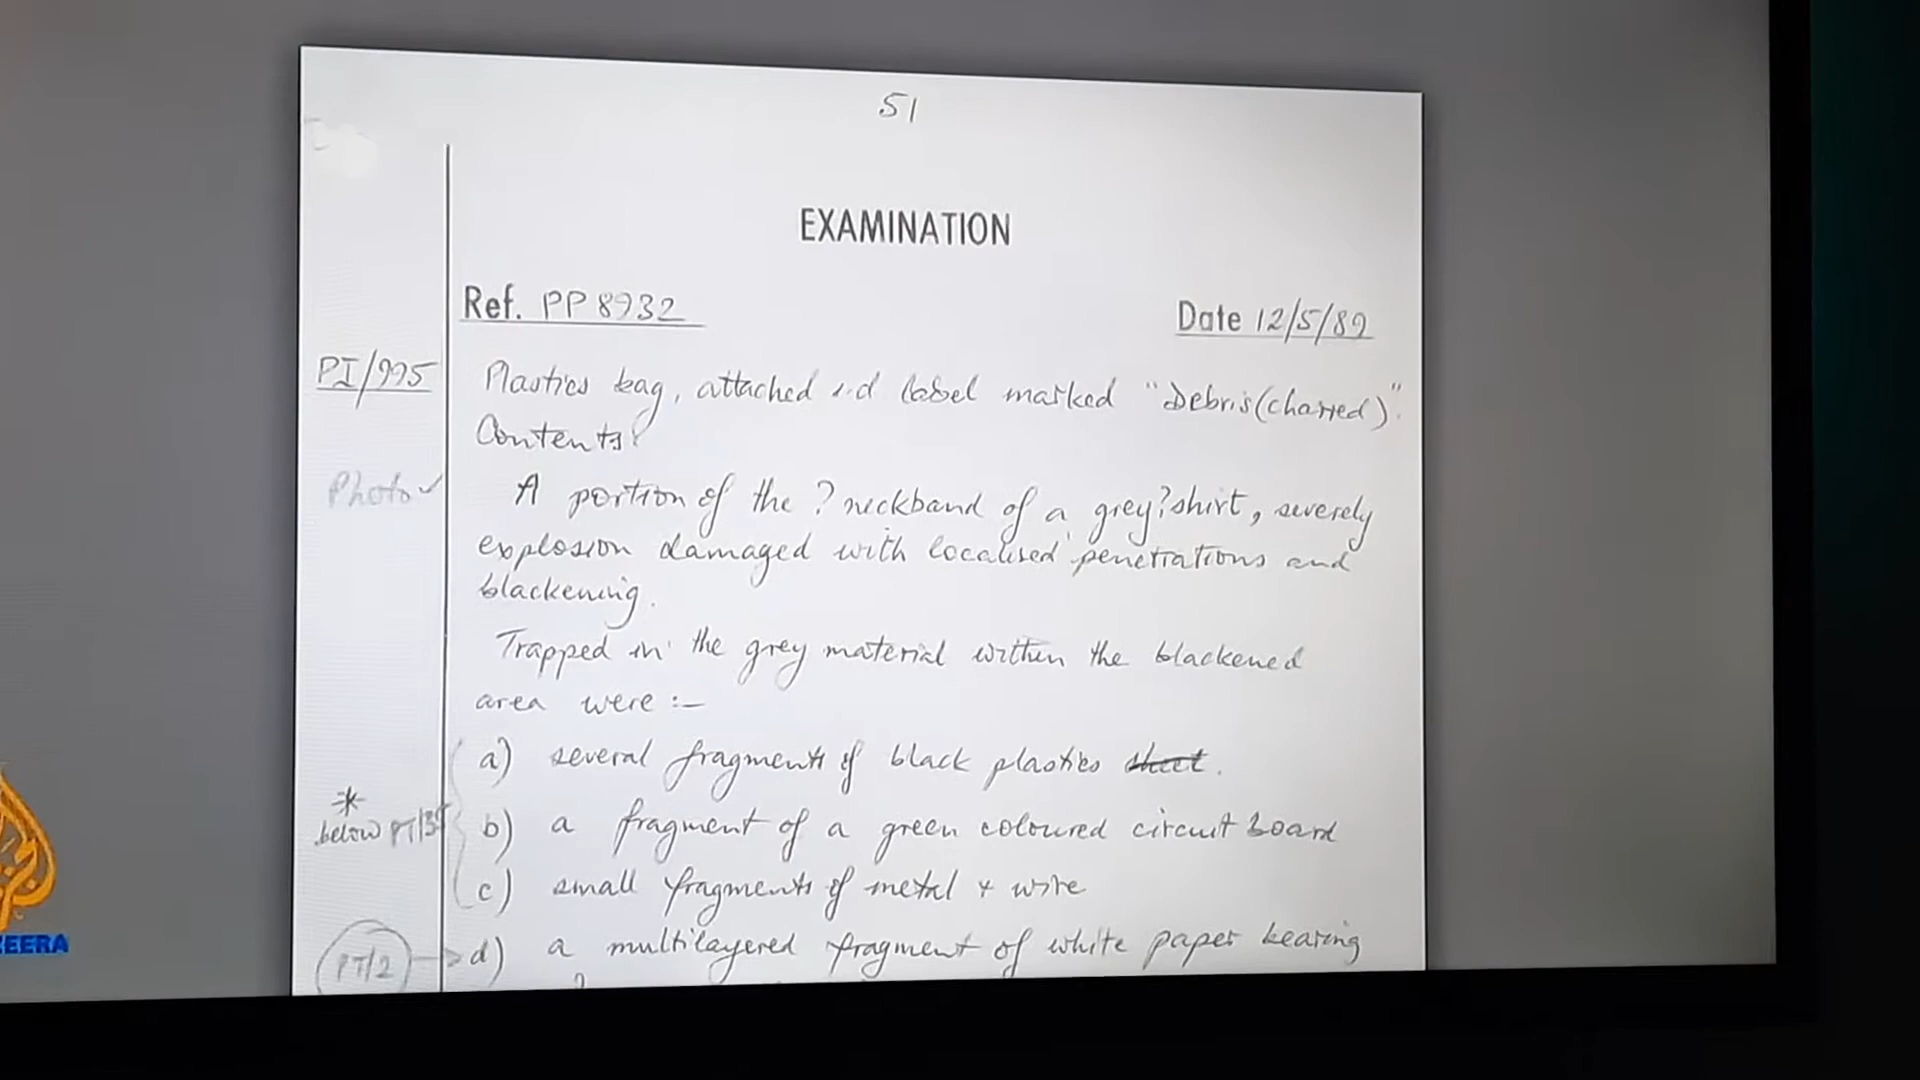 51
EXAMINATION
Ref. PP 8932
Date 12/5/89
PI/995
Plastics bag, attached label marked "Debris (charred)".
Contents:
Photo ✓
A portion of the ? neckband of a grey ? shirt, severely
explosion damaged with localised penetrations and
blackening.
Trapped in the grey material within the blackened
area were :-
a) several fragments of black plastics sheet.
* below
b) a fragment of a green coloured circuit board
c) small fragments of metal + wire
PT/2
d) a multilayered fragment of white paper bearing
EERA